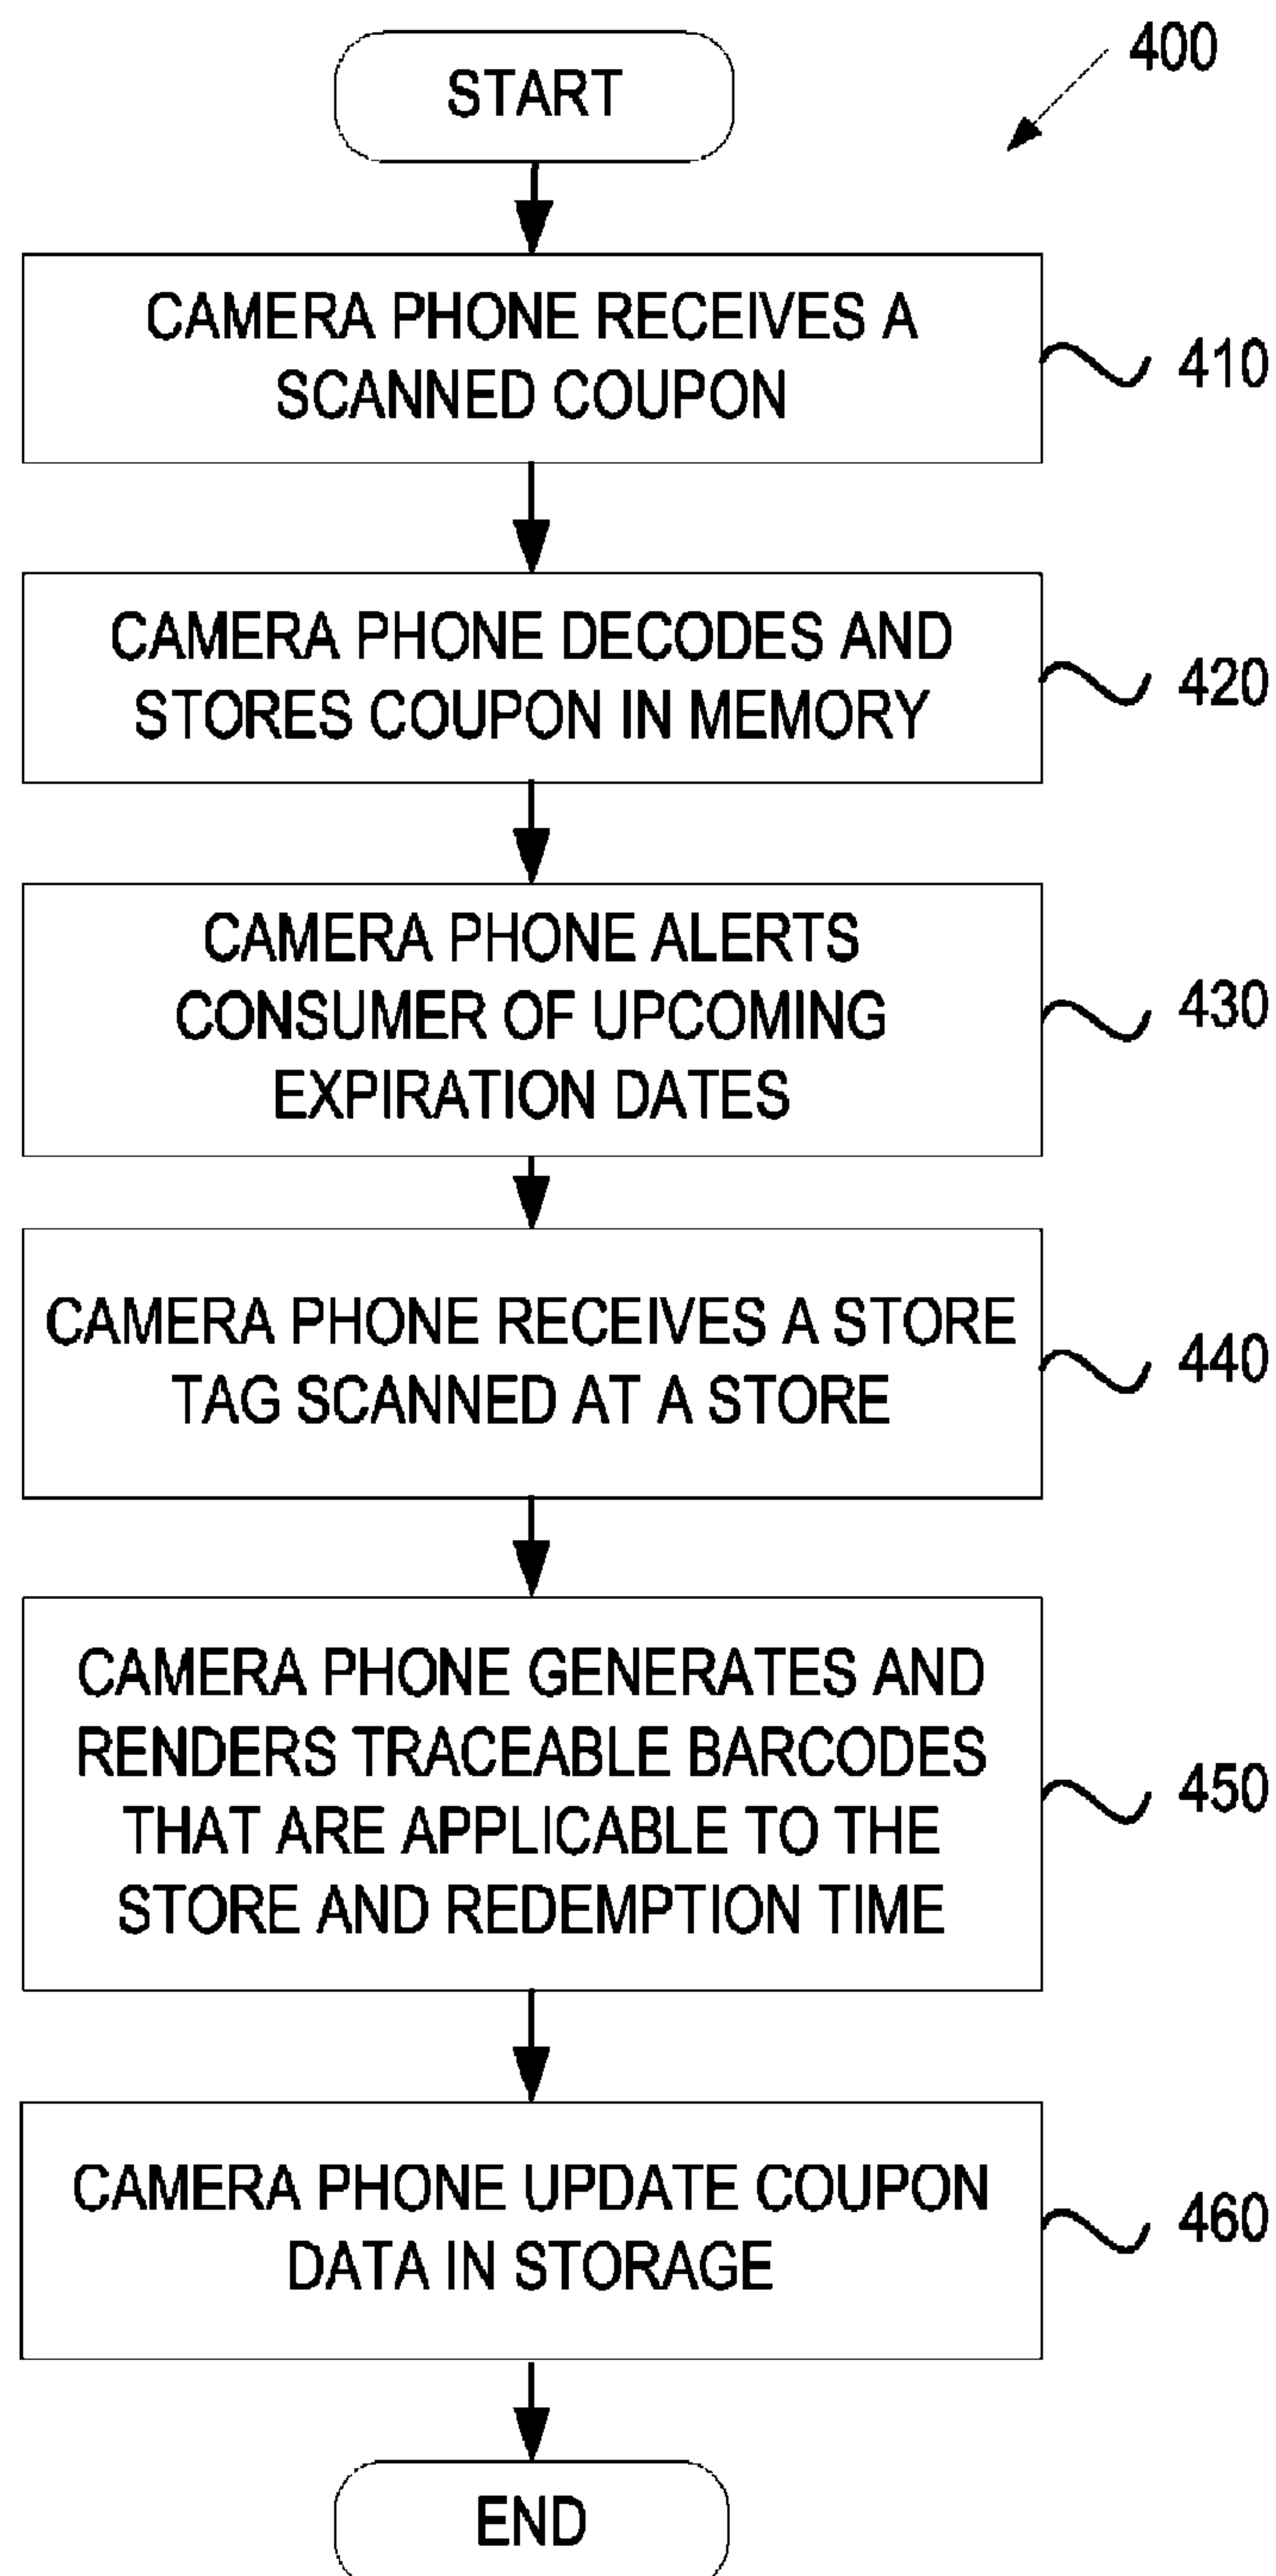 400
START
CAMERA PHONE RECEIVES A
SCANNED COUPON
410
CAMERA PHONE DECODES AND
STORES COUPON IN MEMORY
420
CAMERA PHONE ALERTS
CONSUMER OF UPCOMING
EXPIRATION DATES
430
CAMERA PHONE RECEIVES A STORE
TAG SCANNED AT A STORE
440
CAMERA PHONE GENERATES AND
RENDERS TRACEABLE BARCODES
THAT ARE APPLICABLE TO THE
STORE AND REDEMPTION TIME
450
CAMERA PHONE UPDATE COUPON
DATA IN STORAGE
460
END